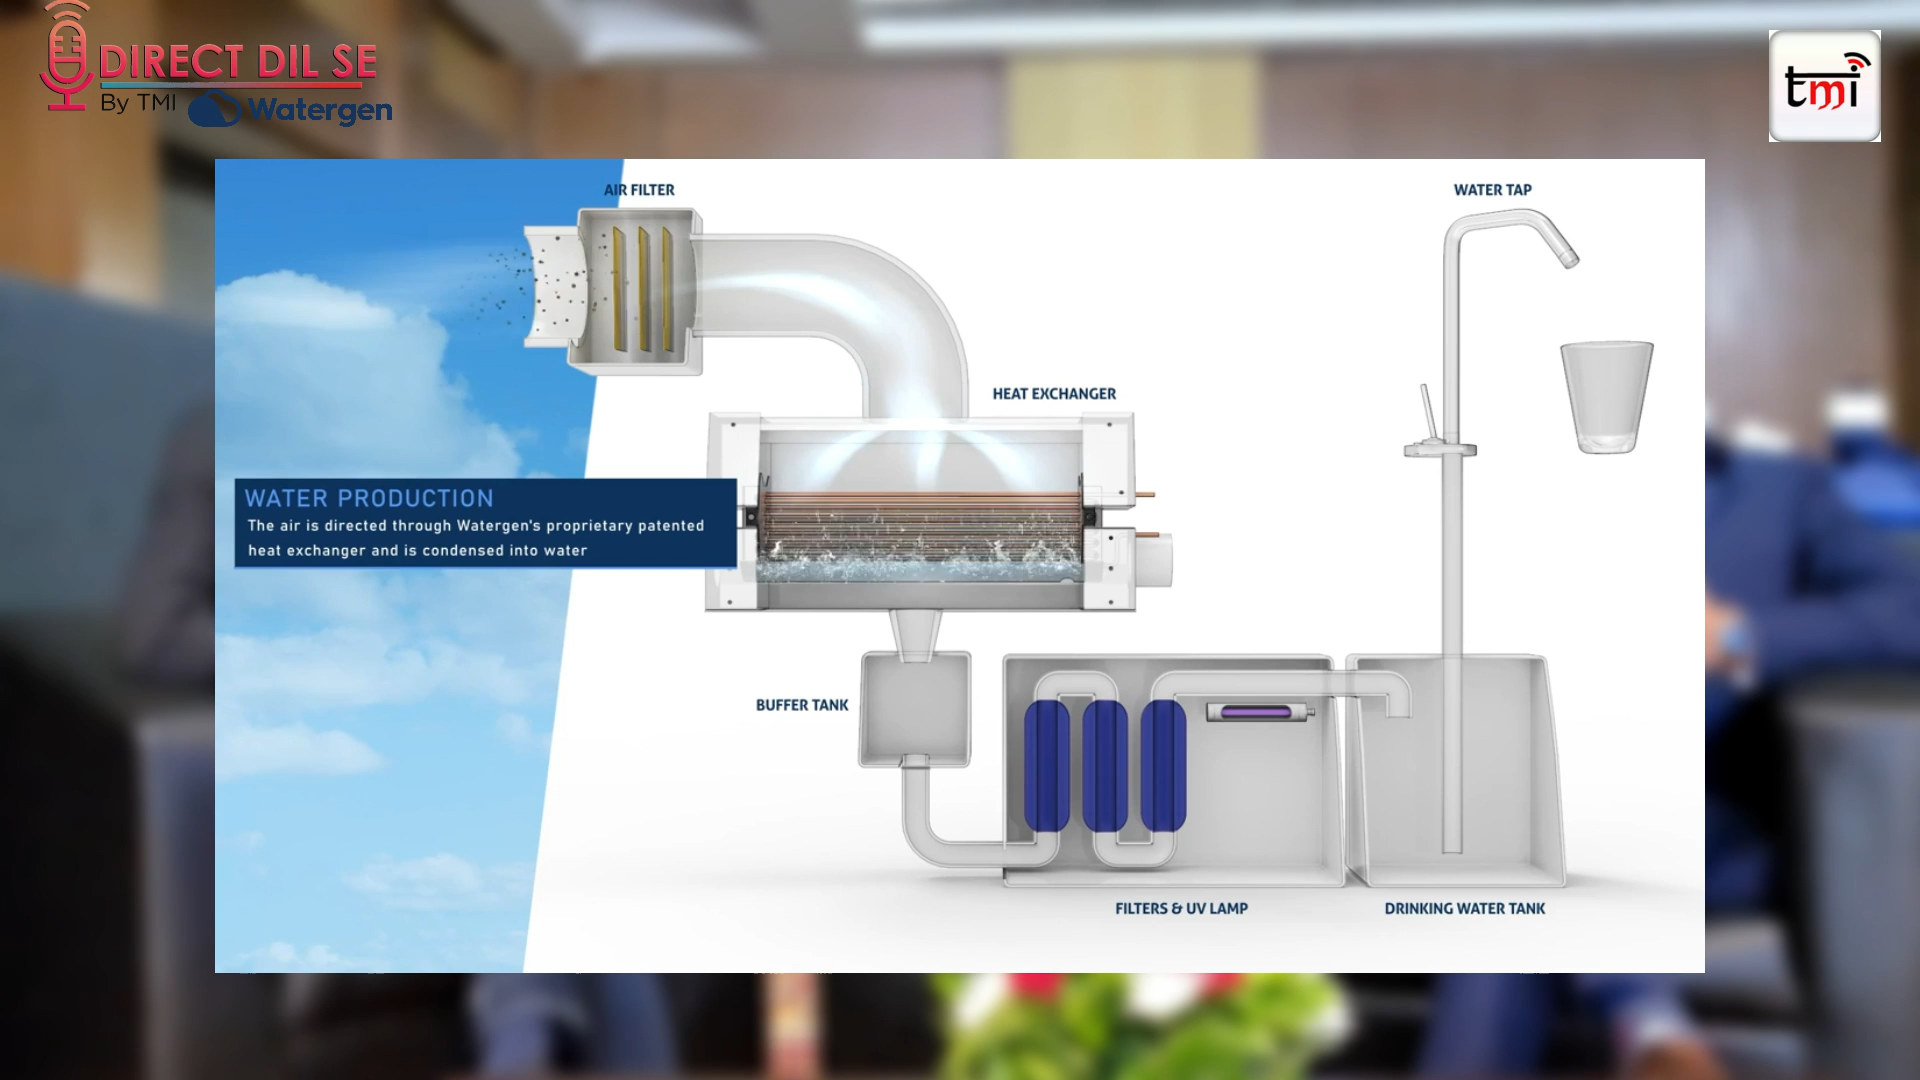 DIRECT DIL SE
By TMI Watergen
tmi
AIR FILTER
WATER TAP
HEAT EXCHANGER
WATER PRODUCTION
The air is directed through Watergen's proprietary patented
heat exchanger and is condensed into water
BUFFER TANK
FILTERS & UV LAMP
DRINKING WATER TANK